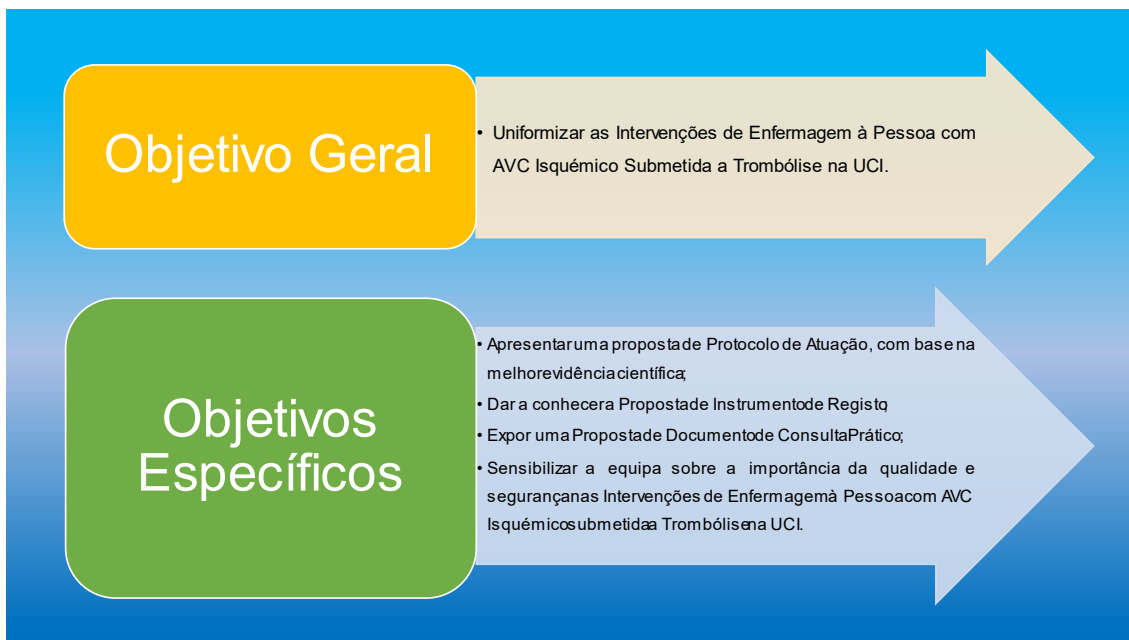 Objetivo Geral
• Uniformizar as Intervenções de Enfermagem à Pessoa com
AVC Isquémico Submetida a Trombólise na UCI.
Objetivos
Específicos
• Apresentar uma proposta de Protocolo de Atuação, com base na
melhor evidência científica;
• Dar a conhecer a Proposta de Instrumento de Registo;
• Expor uma Proposta de Documento de Consulta Prático;
• Sensibilizar a equipa sobre a importância da qualidade e
segurança nas Intervenções de Enfermagem à Pessoa com AVC
Isquémico submetida a Trombólise na UCI.